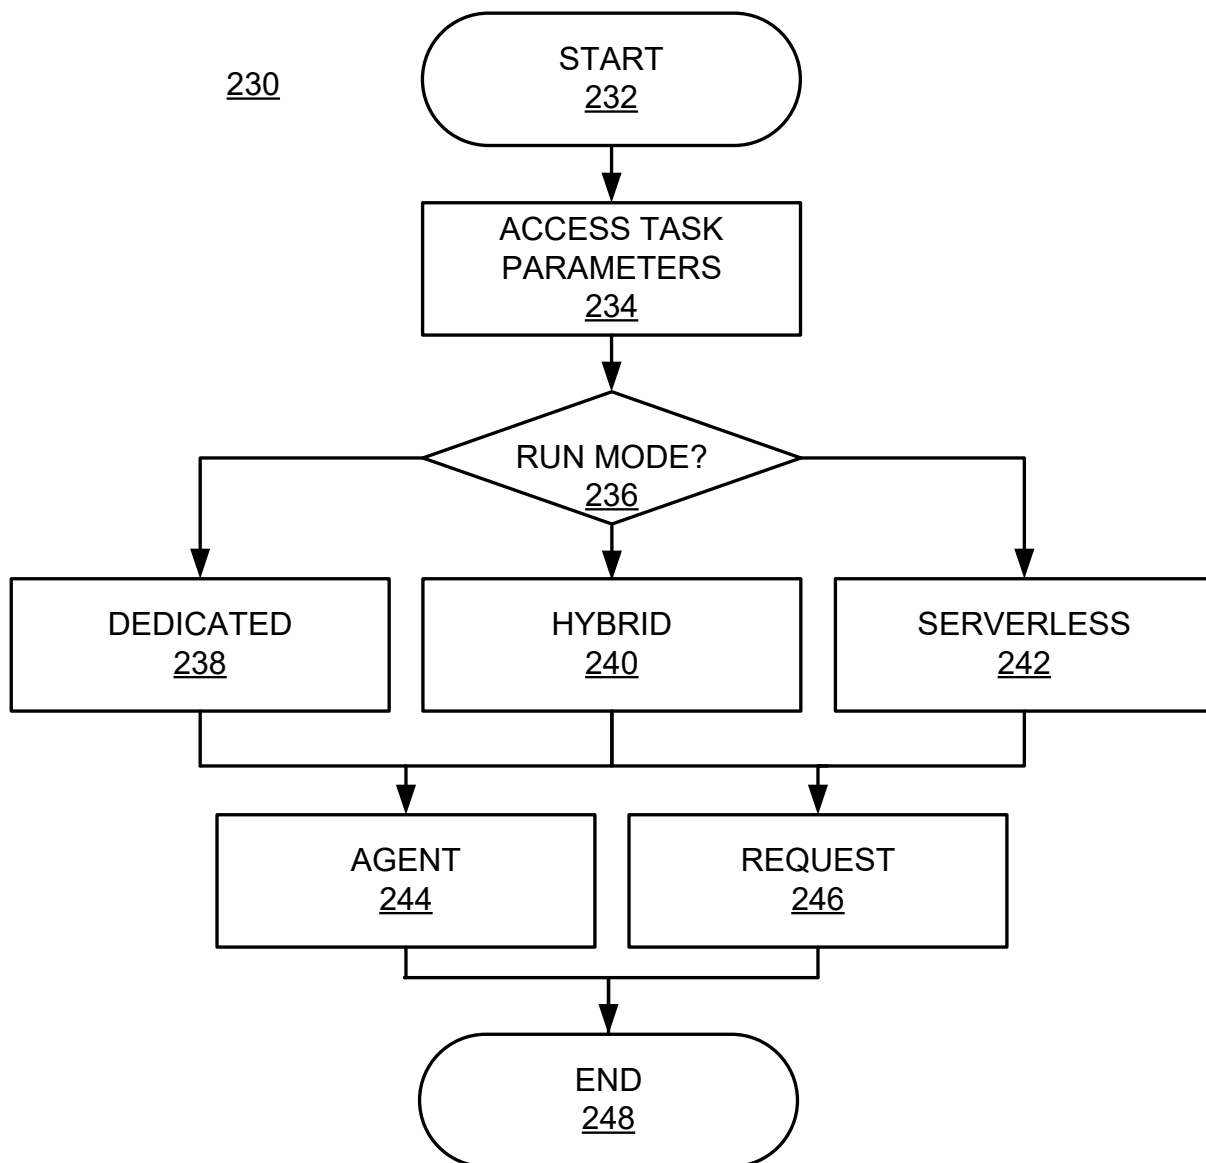 230
START
232
ACCESS TASK
PARAMETERS
234
RUN MODE?
236
DEDICATED
238
HYBRID
240
SERVERLESS
242
AGENT
244
REQUEST
246
END
248